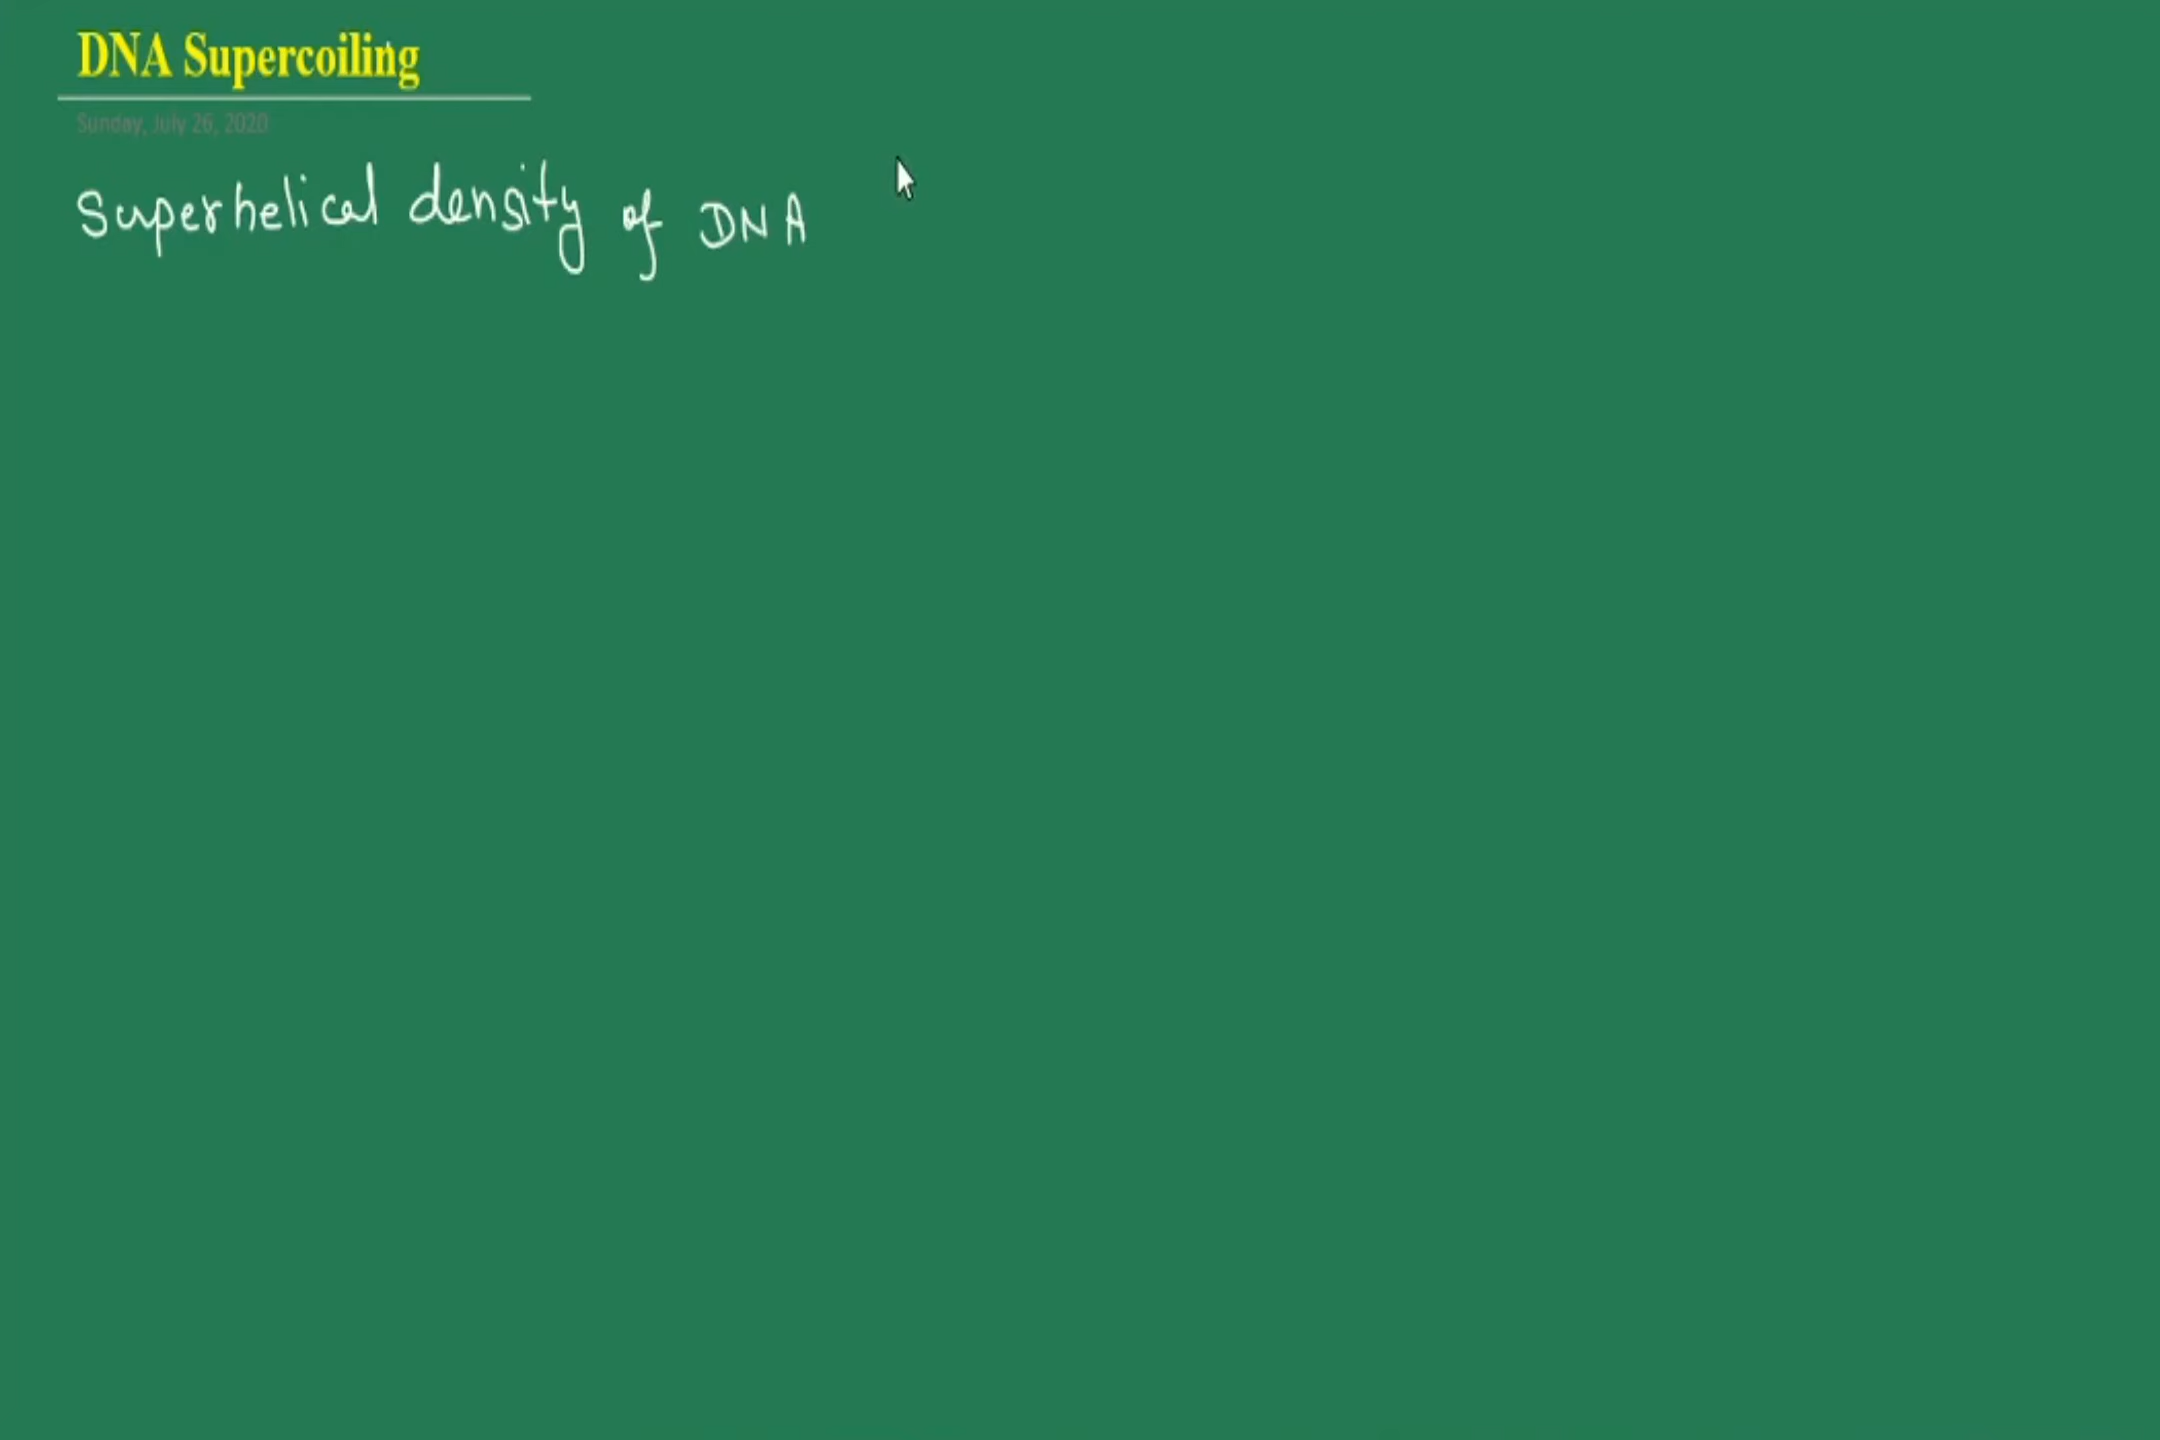 DNA Supercoiling
Sunday, July 26, 2020
Superhelical density of DNA